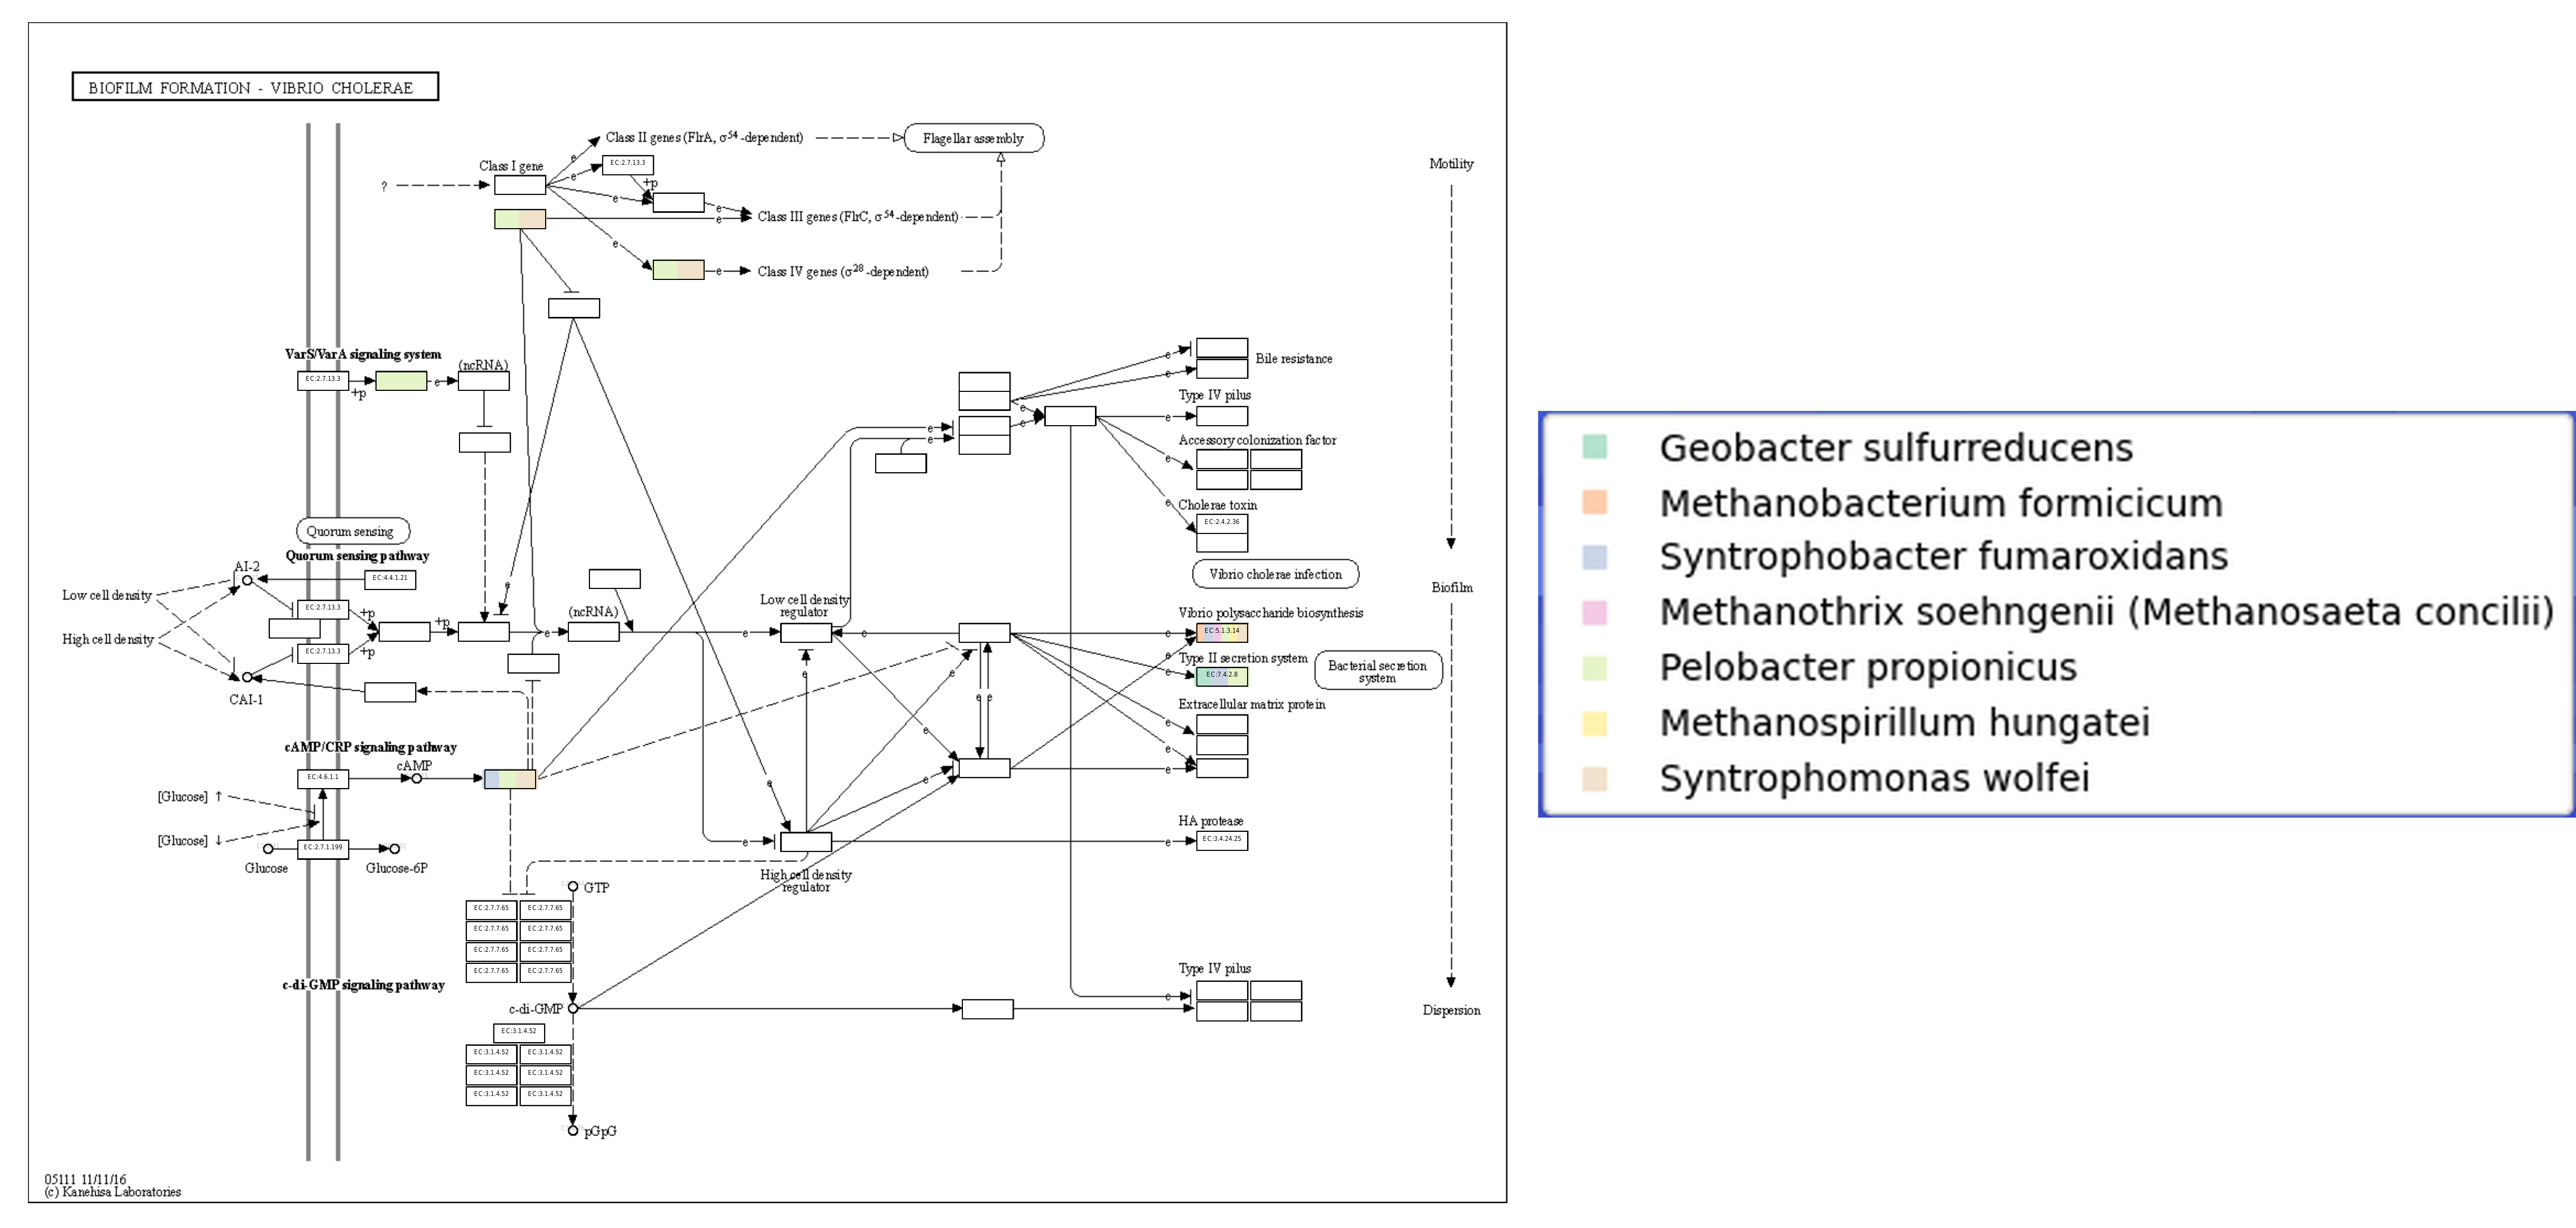 BIOFILM FORMATION - VIBRIO CHOLERAE
Class II genes (FlrA, σ54 -dependent)
Flagellar assembly
e
EC:2.7.13.3
Class I gene
Motility
e
+p
?
e
e
e
Class III genes (FlrC, σ54 -dependent)
e
e
Class IV genes (σ28 -dependent)
VarS/VarA signaling system
(ncRNA)
EC:2.7.13.3
e
+p
e
Bile resistance
e
Type IV pilus
e
e
e
e
e
Accessory colonization factor
e
Cholerae toxin
e
EC:2.4.2.36
Quorum sensing
Quorum sensing pathway
AI-2
EC:4.4.1.21
Vibrio cholerae infection
Low cell density
e
Biofilm
EC:2.7.13.3
+p
(ncRNA)
Low cell density
regulator
Vibrio polysaccharide biosynthesis
High cell density
+p
e
e
e
e
EC:5.1.3.14
EC:2.7.13.3
+p
e
Type II secretion system
e
EC:7.4.2.8
Bacterial secretion
system
e
e
CAI-1
e e
Extracellular matrix protein
e
e
e
e
cAMP/CRP signaling pathway
cAMP
EC:4.6.1.1
e
e
e
[Glucose] ↑
HA protease
[Glucose] ↓
e
e
EC:3.4.24.25
EC:2.7.1.199
Glucose
Glucose-6P
High cell density
regulator
GTP
EC:2.7.7.65 EC:2.7.7.65
EC:2.7.7.65 EC:2.7.7.65
EC:2.7.7.65 EC:2.7.7.65
EC:2.7.7.65 EC:2.7.7.65
Type IV pilus
c-di-GMP signaling pathway
e
c-di-GMP
Dispersion
EC:3.1.4.52
EC:3.1.4.52 EC:3.1.4.52
EC:3.1.4.52 EC:3.1.4.52
EC:3.1.4.52 EC:3.1.4.52
pGpG
05111 11/11/16
(c) Kanehisa Laboratories
Geobacter sulfurreducens
Methanobacterium formicicum
Syntrophobacter fumaroxidans
Methanothrix soehngenii (Methanosaeta concilii)
Pelobacter propionicus
Methanospirillum hungatei
Syntrophomonas wolfei